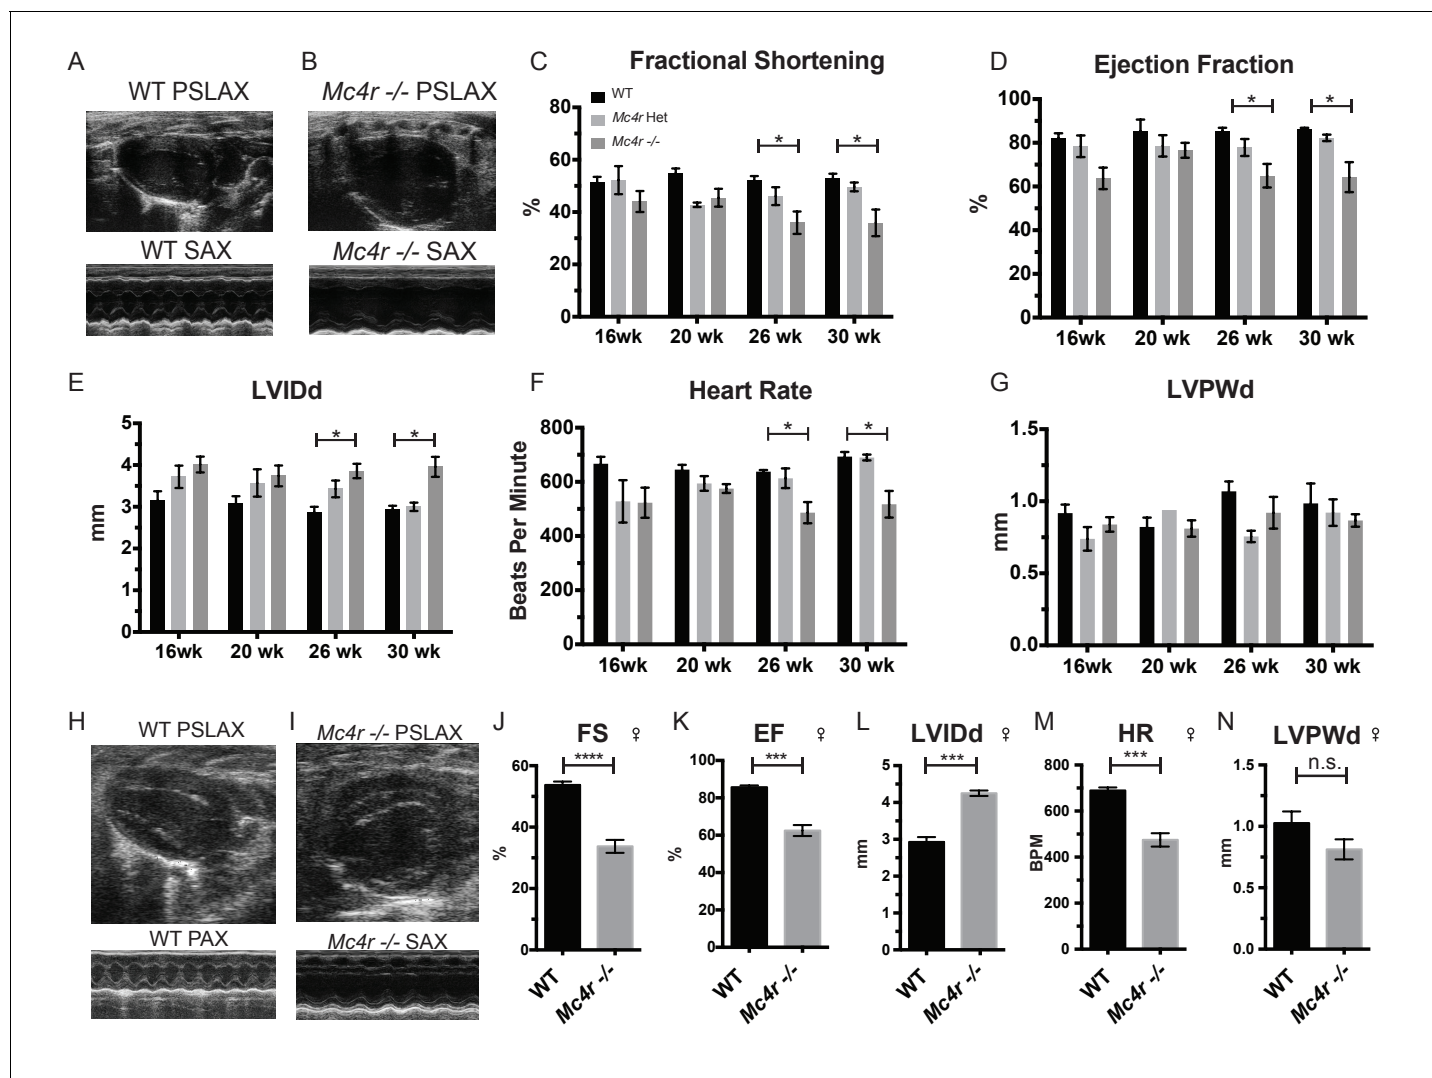 A
WT PSLAX
WT SAX
B
Mc4r -/- PSLAX
Mc4r -/- SAX
C
Fractional Shortening
WT
Mc4r Het
Mc4r -/-
80
60
40
20
0
%
*
*
16wk 20 wk 26 wk 30 wk
D
Ejection Fraction
100
80
60
40
20
0
%
*
*
16wk 20 wk 26 wk 30 wk
E
LVIDd
5
4
3
2
1
0
mm
*
*
16wk 20 wk 26 wk 30 wk
F
Heart Rate
800
600
400
200
0
Beats Per Minute
*
*
16wk 20 wk 26 wk 30 wk
G
LVPWd
1.5
1.0
0.5
0.0
mm
16wk 20 wk 26 wk 30 wk
H
WT PSLAX
WT PAX
I
Mc4r -/- PSLAX
Mc4r -/- SAX
J
FS ♀
****
60
40
20
0
%
WT Mc4r -/-
K
EF ♀
***
100
80
60
40
20
0
%
WT Mc4r -/-
L
LVIDd ♀
***
5
4
3
2
1
0
mm
WT Mc4r -/-
M
HR ♀
***
800
600
400
200
0
BPM
WT Mc4r -/-
N
LVPWd ♀
n.s.
1.5
1.0
0.5
0.0
mm
WT Mc4r -/-